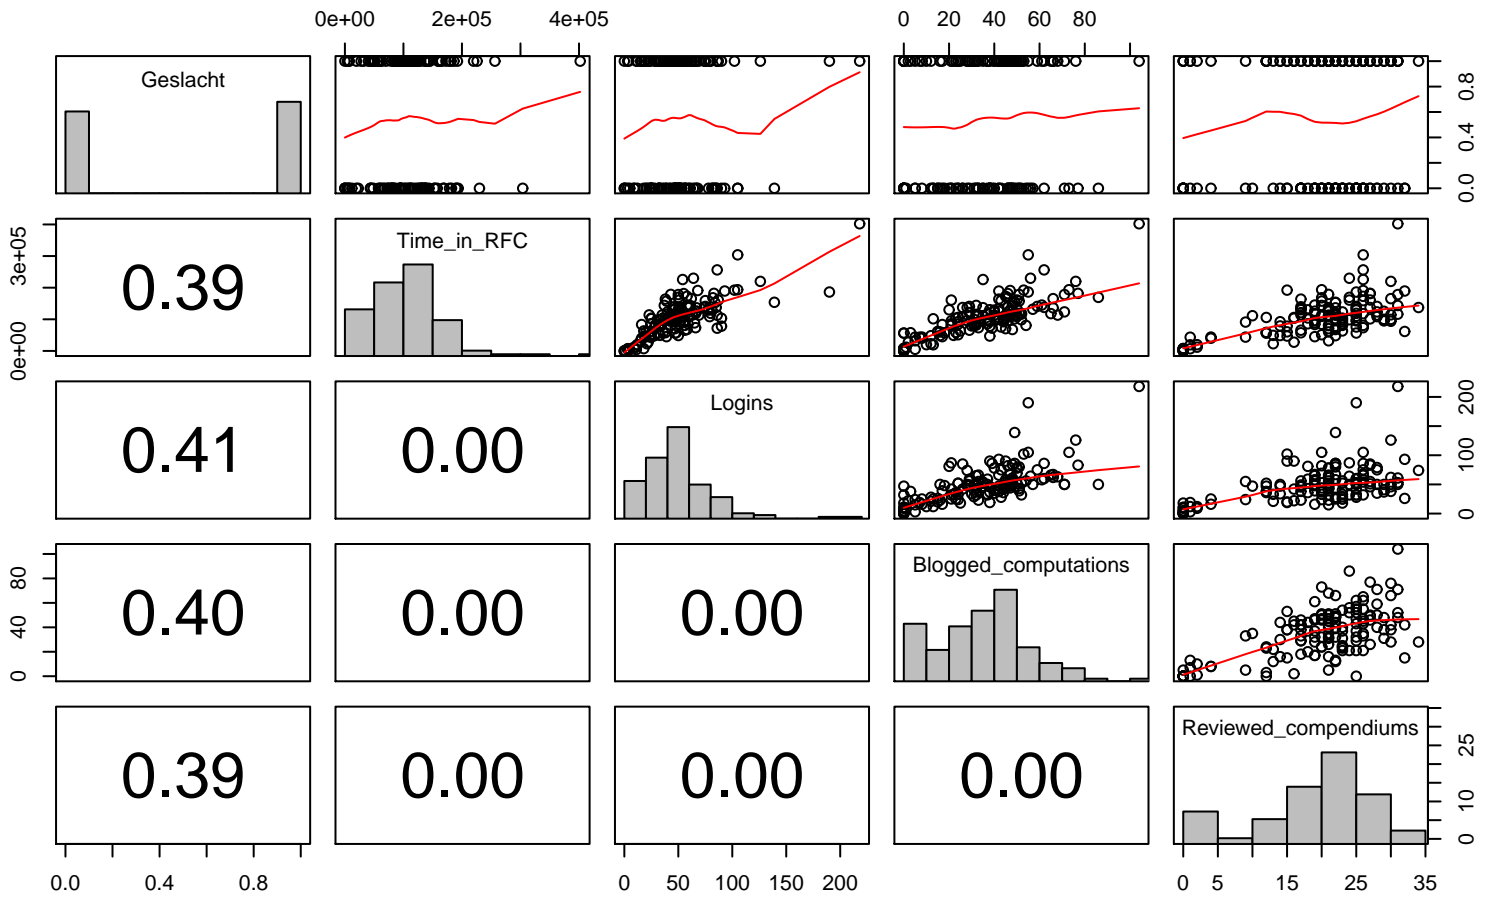 0e+00 2e+05 4e+05 0 20 40 60 80
Geslacht
0.0 0.4 0.8
0e+00 3e+05
0.39
Time_in_RFC
0.41
0.00
Logins
0 100 200
0 40 80
0.40
0.00
0.00
Blogged_computations
0.39
0.00
0.00
0.00
Reviewed_compendiums
0 10 25
0.0 0.4 0.8 0 50 100 150 200 0 5 15 25 35